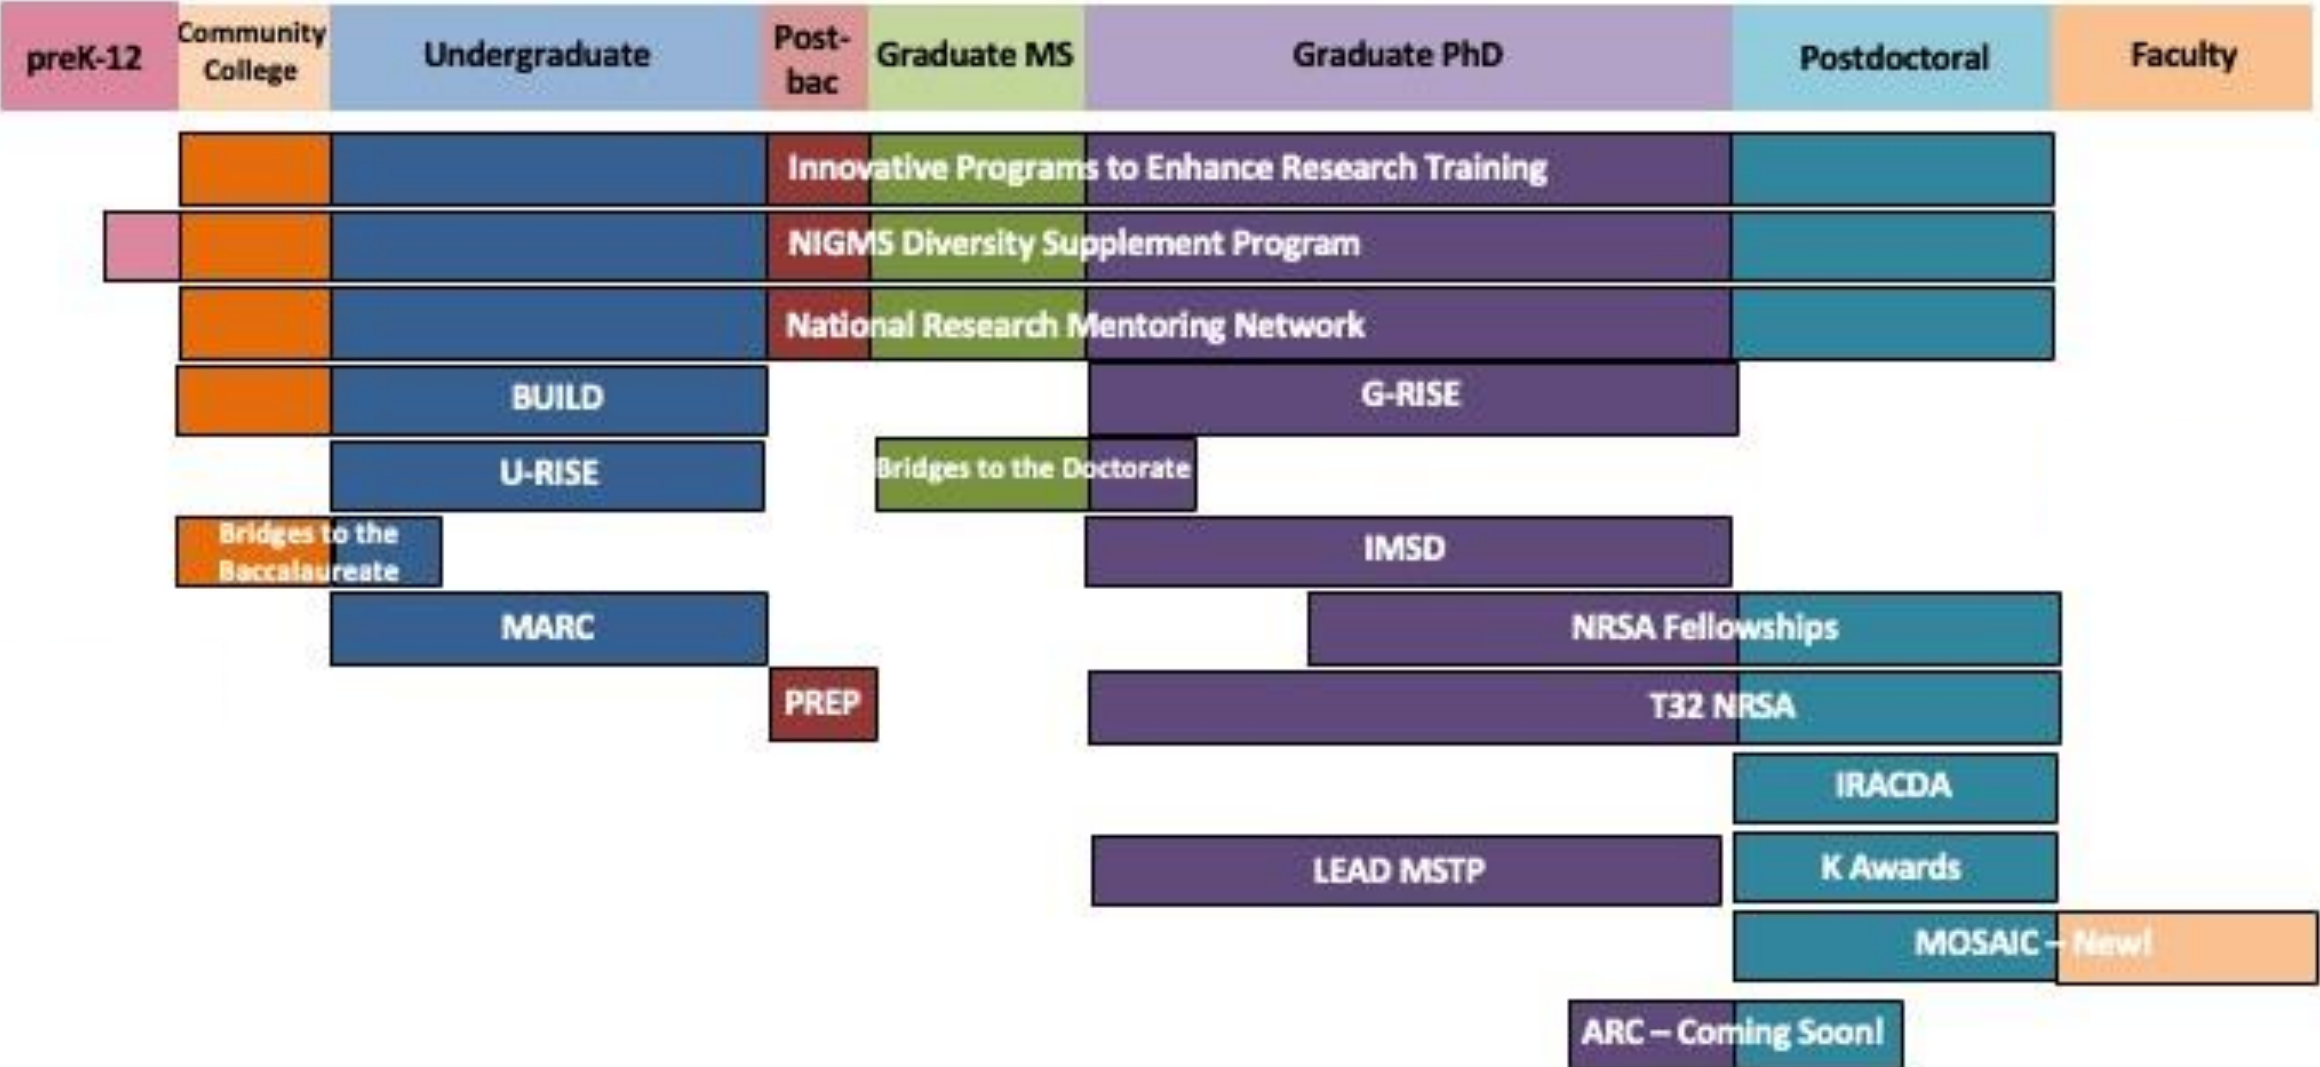 preK-12
Community
College
Undergraduate
Post-
bac
Graduate MS
Graduate PhD
Postdoctoral
Faculty
Innovative Programs to Enhance Research Training
NIGMS Diversity Supplement Program
National Research Mentoring Network
BUILD
G-RISE
U-RISE
Bridges to the Doctorate
Bridges to the
Baccalaureate
IMSD
MARC
NRSA Fellowships
PREP
T32 NRSA
IRACDA
LEAD MSTP
K Awards
MOSAIC – New!
ARC – Coming Soon!